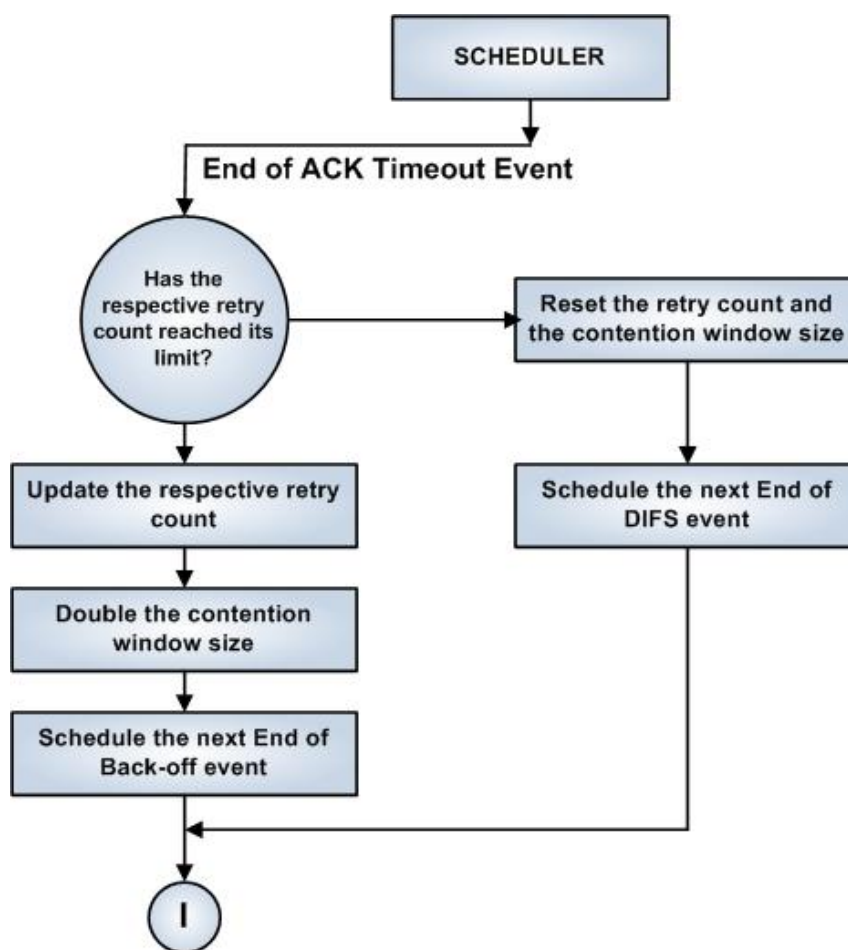 SCHEDULER
End of ACK Timeout Event
Has the
respective retry
count reached its
limit?
Reset the retry count and
the contention window size
Update the respective retry
count
Schedule the next End of
DIFS event
Double the contention
window size
Schedule the next End of
Back-off event
I